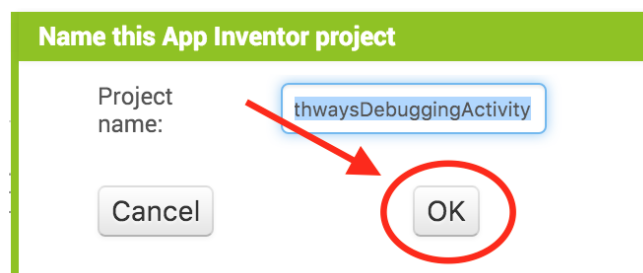 Name this App Inventor project
Project
name:
thwaysDebuggingActivity
Cancel
OK